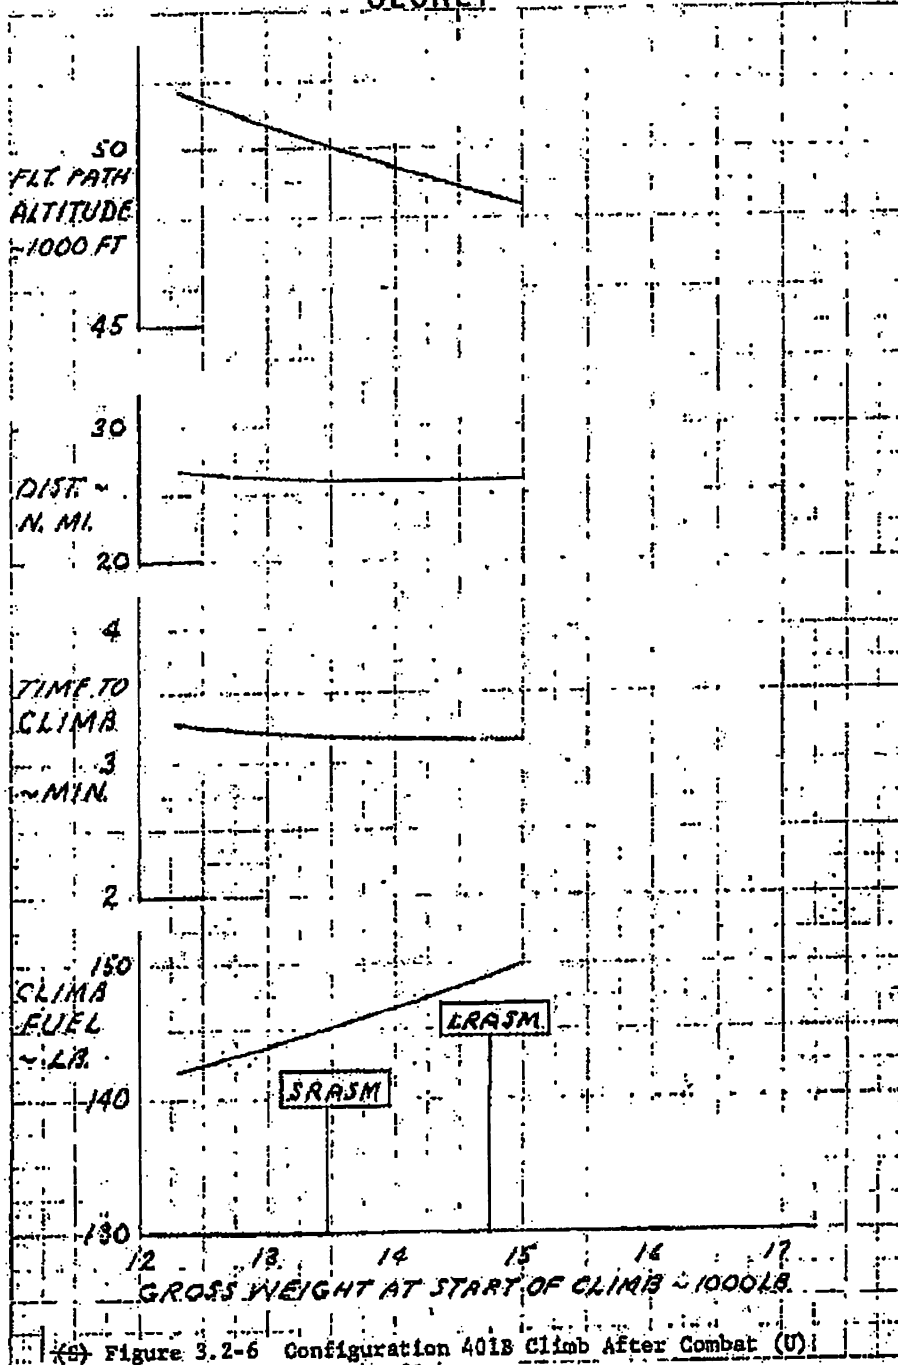 SECRET
50
FLT. PATH
ALTITUDE
~1000 FT
45
30
DIST. ~
N. MI.
20
4
TIME TO
CLIMB
3
~MIN.
2
150
CLIMB
FUEL
~ LB.
LRASM
SRASM
140
130
12 13 14 15 16 17
GROSS WEIGHT AT START OF CLIMB ~1000LB.
(S) Figure 3.2-6 Configuration 401B Climb After Combat (U)